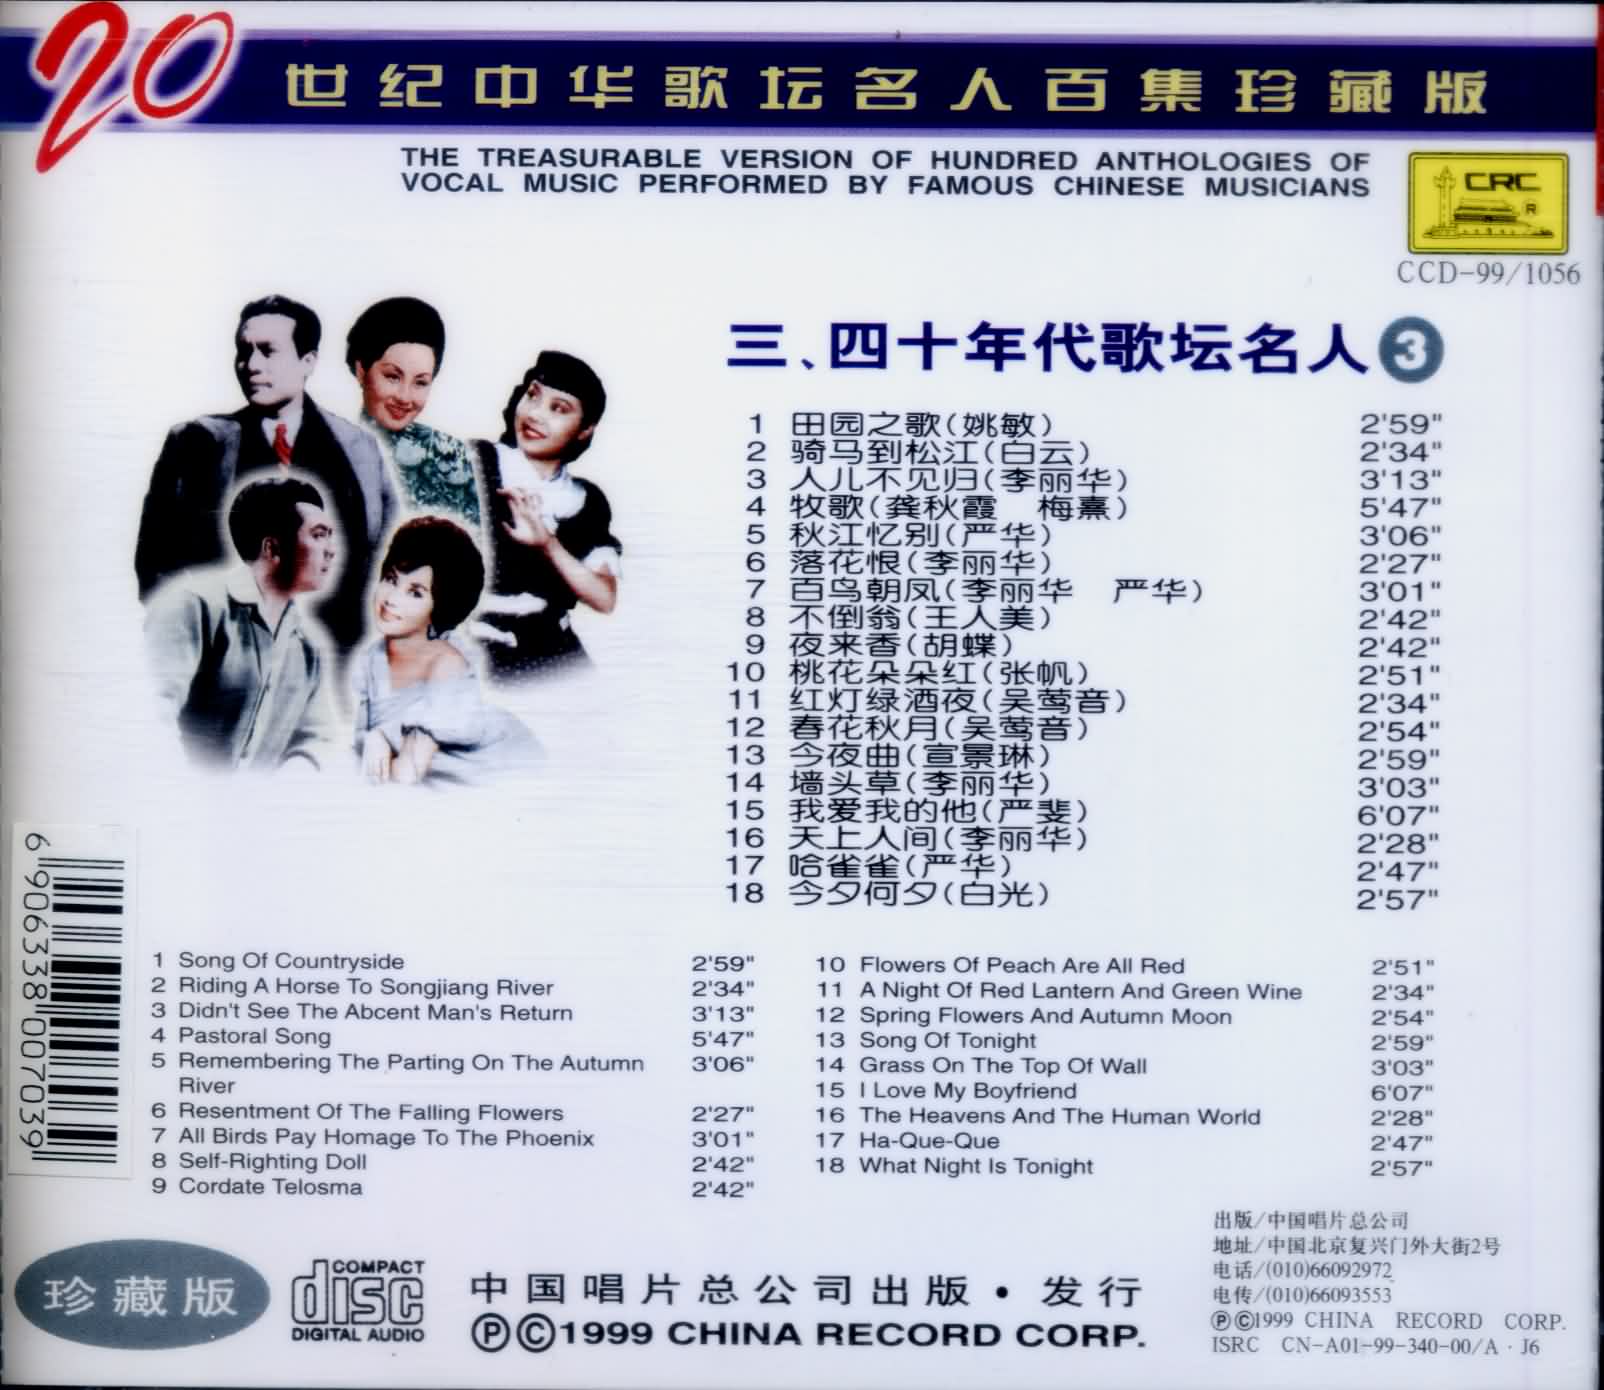 20世纪中华歌坛名人百集珍藏版
THE TREASURABLE VERSION OF HUNDRED ANTHOLOGIES OF
VOCAL MUSIC PERFORMED BY FAMOUS CHINESE MUSICIANS
CRC
R
CCD-99/1056
三、四十年代歌坛名人 3
1 田园之歌(姚敏) 2'59"
2 骑马到松江(白云) 2'34"
3 人儿不见归(李丽华) 3'13"
4 牧歌(龚秋霞 梅熹) 5'47"
5 秋江忆别(严华) 3'06"
6 落花恨(李丽华) 2'27"
7 百鸟朝凤(李丽华 严华) 3'01"
8 不倒翁(王人美) 2'42"
9 夜来香(胡蝶) 2'42"
10 桃花朵朵红(张帆) 2'51"
11 红灯绿酒夜(吴莺音) 2'34"
12 春花秋月(吴莺音) 2'54"
13 今夜曲(宣景琳) 2'59"
14 墙头草(李丽华) 3'03"
15 我爱我的他(严斐) 6'07"
16 天上人间(李丽华) 2'28"
17 哈雀雀(严华) 2'47"
18 今夕何夕(白光) 2'57"
6 906338 007039
1 Song Of Countryside 2'59"
2 Riding A Horse To Songjiang River 2'34"
3 Didn't See The Abcent Man's Return 3'13"
4 Pastoral Song 5'47"
5 Remembering The Parting On The Autumn 3'06"
River
6 Resentment Of The Falling Flowers 2'27"
7 All Birds Pay Homage To The Phoenix 3'01"
8 Self-Righting Doll 2'42"
9 Cordate Telosma 2'42"
10 Flowers Of Peach Are All Red 2'51"
11 A Night Of Red Lantern And Green Wine 2'34"
12 Spring Flowers And Autumn Moon 2'54"
13 Song Of Tonight 2'59"
14 Grass On The Top Of Wall 3'03"
15 I Love My Boyfriend 6'07"
16 The Heavens And The Human World 2'28"
17 Ha-Que-Que 2'47"
18 What Night Is Tonight 2'57"
珍藏版
COMPACT
disc
DIGITAL AUDIO
中国唱片总公司出版·发行
ⓅⒸ1999 CHINA RECORD CORP.
出版/中国唱片总公司
地址/中国北京复兴门外大街2号
电话/(010)66092972
电传/(010)66093553
ⓅⒸ1999 CHINA RECORD CORP.
ISRC CN-A01-99-340-00/A·J6